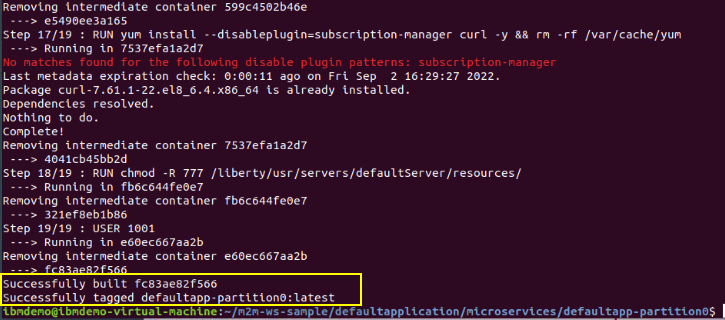 Removing intermediate container 599c4502b46e
---> e5490ee3a165
Step 17/19 : RUN yum install --disableplugin=subscription-manager curl -y && rm -rf /var/cache/yum
---> Running in 7537efa1a2d7
No matches found for the following disable plugin patterns: subscription-manager
Last metadata expiration check: 0:00:11 ago on Fri Sep  2 16:29:27 2022.
Package curl-7.61.1-22.el8_6.4.x86_64 is already installed.
Dependencies resolved.
Nothing to do.
Complete!
Removing intermediate container 7537efa1a2d7
---> 4041cb45bb2d
Step 18/19 : RUN chmod -R 777 /liberty/usr/servers/defaultServer/resources/
---> Running in fb6c644fe0e7
Removing intermediate container fb6c644fe0e7
---> 321ef8eb1b86
Step 19/19 : USER 1001
---> Running in e60ec667aa2b
Removing intermediate container e60ec667aa2b
---> fc83ae82f566
Successfully built fc83ae82f566
Successfully tagged defaultapp-partition0:latest
ibmdemo@ibmdemo-virtual-machine:~/m2m-ws-sample/defaultapplication/microservices/defaultapp-partition0$